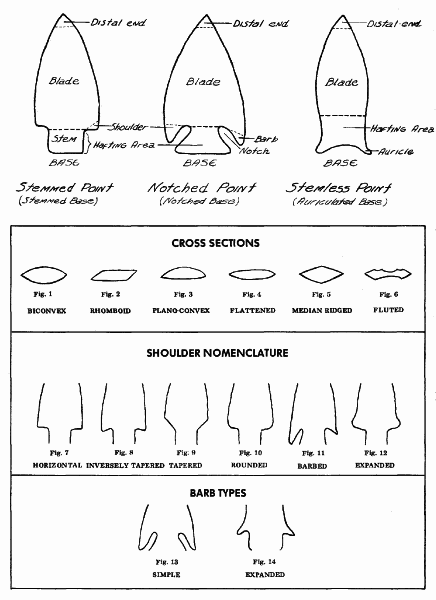 Distal end Distal end Distal end
Blade Blade Blade
Shoulder
Stem Hafting Area Barb Hafting Area
Notch Auricle
BASE BASE BASE
Stemmed Point Notched Point Stemless Point
(Stemmed Base) (Notched Base) (Auriculated Base)
CROSS SECTIONS
Fig. 1 Fig. 2 Fig. 3 Fig. 4 Fig. 5 Fig. 6
BICONVEX RHOMBOID PLANO-CONVEX FLATTENED MEDIAN RIDGED FLUTED
SHOULDER NOMENCLATURE
Fig. 7 Fig. 8 Fig. 9 Fig. 10 Fig. 11 Fig. 12
HORIZONTAL INVERSELY TAPERED TAPERED ROUNDED BARBED EXPANDED
BARB TYPES
Fig. 13 Fig. 14
SIMPLE EXPANDED